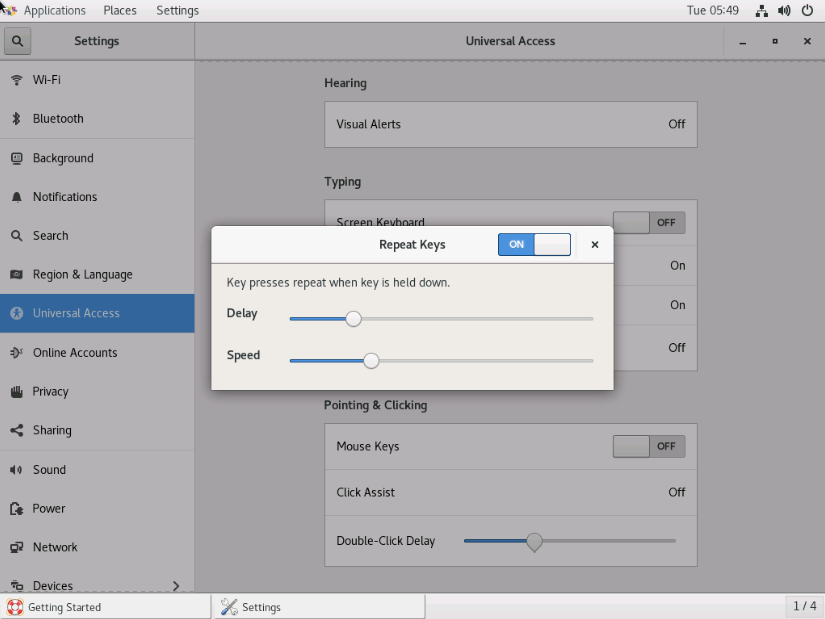 Applications Places Settings Tue 05:49
Settings Universal Access
Wi-Fi
Bluetooth
Background
Notifications
Search
Region & Language
Universal Access
Online Accounts
Privacy
Sharing
Sound
Power
Network
Devices
Hearing
Visual Alerts Off
Typing
Screen Keyboard OFF
On
On
Off
Repeat Keys ON
Key presses repeat when key is held down.
Delay
Speed
Pointing & Clicking
Mouse Keys OFF
Click Assist Off
Double-Click Delay
Getting Started Settings 1 / 4